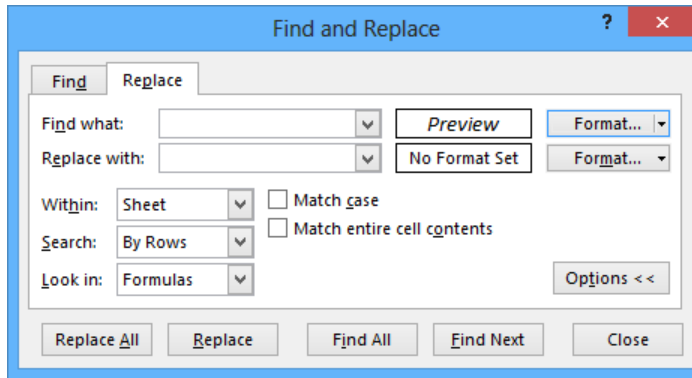 Find and Replace ?
Find Replace
Find what: Preview Format...
Replace with: No Format Set Format...
Within: Sheet Match case
Match entire cell contents
Search: By Rows
Look in: Formulas Options <<
Replace All Replace Find All Find Next Close